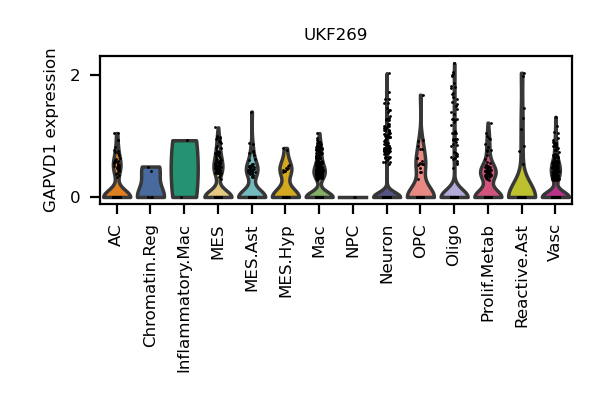 UKF269
GAPVD1 expression
2
0
AC
Chromatin.Reg
Inflammatory.Mac
MES
MES.Ast
MES.Hyp
Mac
NPC
Neuron
OPC
Oligo
Prolif.Metab
Reactive.Ast
Vasc